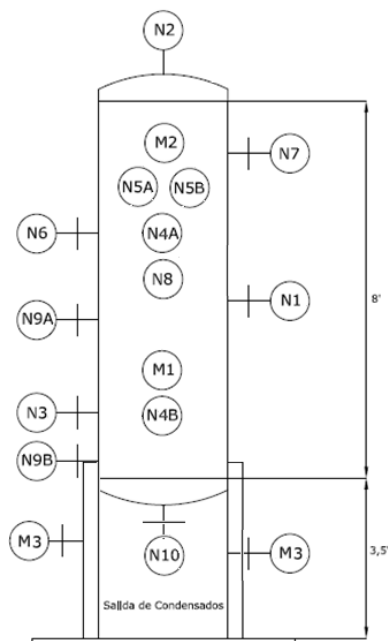 N2
M2
N7
N5A N5B
N6
N4A
N8
N1
8'
N9A
M1
N3
N4B
N9B
M3
N10
M3
3,5'
Salida de Condensados